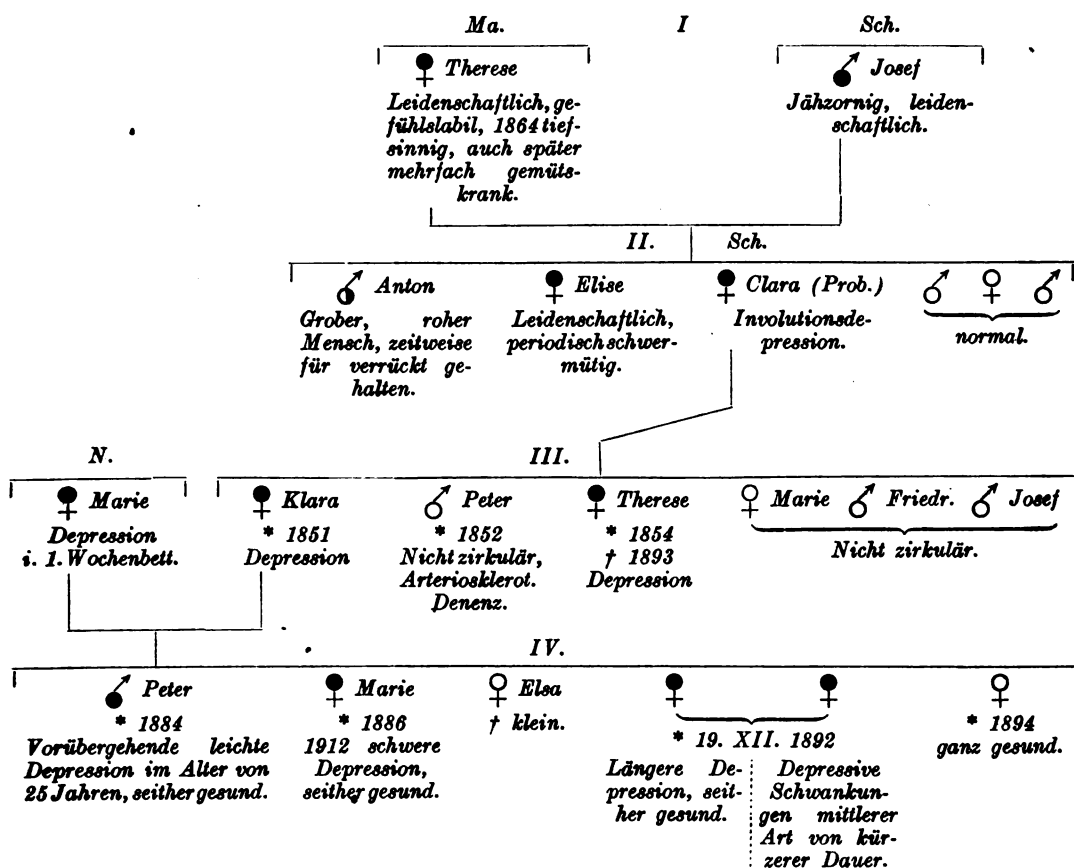 Ma. I Sch.
Therese
Leidenschaftlich, ge-
fühlslabil, 1864 tief-
sinnig, auch später
mehrfach gemüts-
krank.
Josef
Jähzornig, leiden-
schaftlich.
II. Sch.
Anton
Grober, roher
Mensch, zeitweise
für verrückt ge-
halten.
Elise
Leidenschaftlich,
periodisch schwer-
mütig.
Clara (Prob.)
Involutionsde-
pression.
normal.
N. III.
Marie
Depression
i. 1. Wochenbett.
Klara
* 1851
Depression
Peter
* 1852
Nicht zirkulär,
Arteriosklerot.
Denenz.
Therese
* 1854
† 1893
Depression
Marie Friedr. Josef
Nicht zirkulär.
IV.
Peter
* 1884
Vorübergehende leichte
Depression im Alter von
25 Jahren, seither gesund.
Marie
* 1886
1912 schwere
Depression,
seither gesund.
Elsa
† klein.
* 19. XII. 1892
Längere De-
pression, seit-
her gesund.
Depressive
Schwankun-
gen mittlerer
Art von kür-
zerer Dauer.
* 1894
ganz gesund.